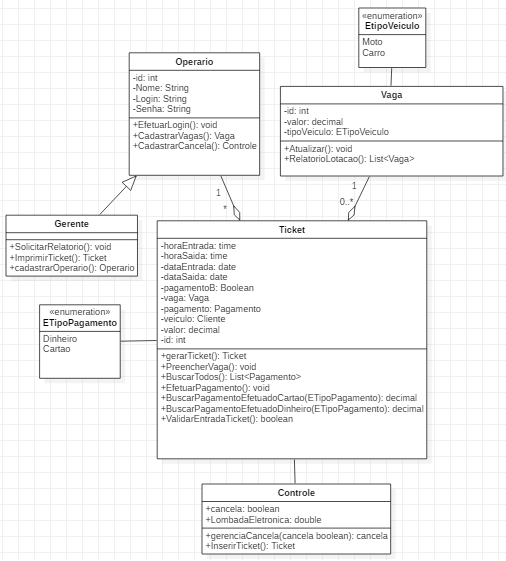 «enumeration»
EtipoVeiculo
Moto
Carro
Operario
-id: int
-Nome: String
-Login: String
-Senha: String
+EfetuarLogin(): void
+CadastrarVagas(): Vaga
+CadastrarCancela(): Controle
Vaga
-id: int
-valor: decimal
-tipoVeiculo: ETipoVeiculo
+Atualizar(): void
+RelatorioLotacao(): List<Vaga>
1
*
1
0..*
Gerente
+SolicitarRelatorio(): void
+ImprimirTicket(): Ticket
+cadastrarOperario(): Operario
Ticket
-horaEntrada: time
-horaSaida: time
-dataEntrada: date
-dataSaida: date
-pagamentoB: Boolean
-vaga: Vaga
-pagamento: Pagamento
-veiculo: Cliente
-valor: decimal
-id: int
+gerarTicket(): Ticket
+PreencherVaga(): void
+BuscarTodos(): List<Pagamento>
+EfetuarPagamento(): void
+BuscarPagamentoEfetuadoCartao(ETipoPagamento): decimal
+BuscarPagamentoEfetuadoDinheiro(ETipoPagamento): decimal
+ValidarEntradaTicket(): boolean
«enumeration»
ETipoPagamento
Dinheiro
Cartao
Controle
+cancela: boolean
+LombadaEletronica: double
+gerenciaCancela(cancela boolean): cancela
+InserirTicket(): Ticket